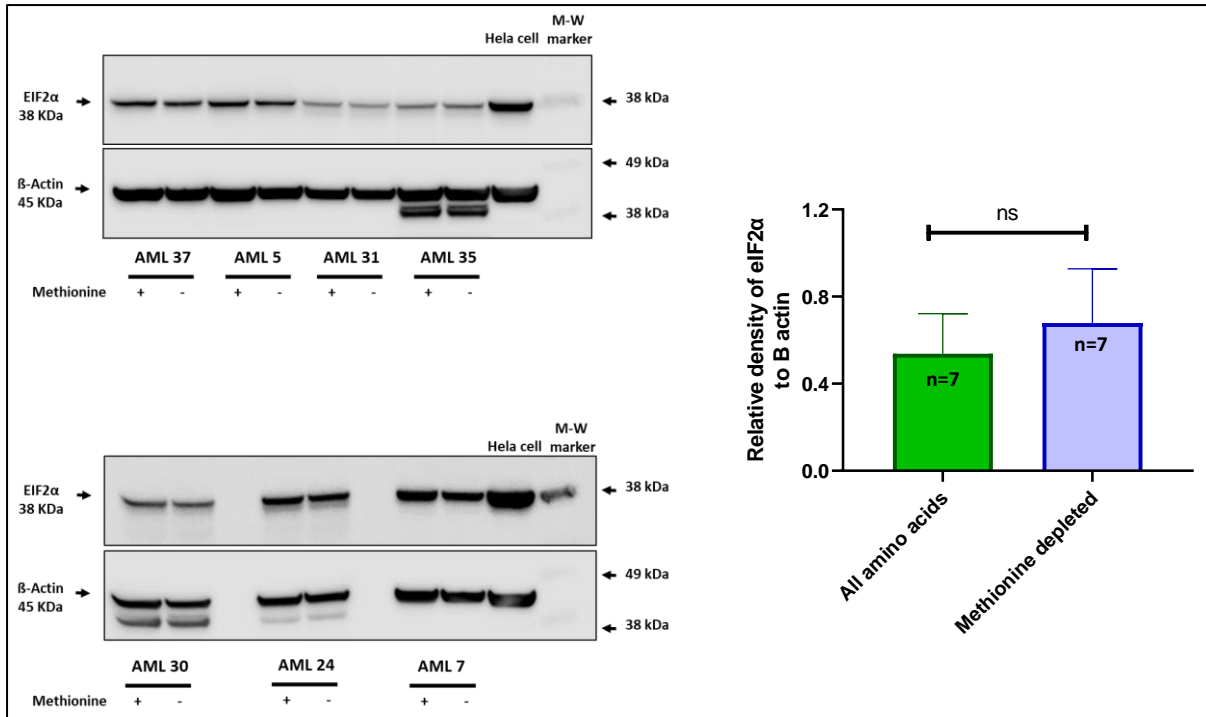 M-W
Hela cell marker
EIF2α
38 KDa
38 kDa
49 kDa
ß-Actin
45 KDa
38 kDa
AML 37 AML 5 AML 31 AML 35
Methionine + - + - + - + -
M-W
Hela cell marker
EIF2α
38 KDa
38 kDa
49 kDa
ß-Actin
45 KDa
38 kDa
AML 30 AML 24 AML 7
Methionine + - + - + -
Relative density of eIF2α
to B actin
1.2
0.8
0.4
0.0
ns
n=7
n=7
All amino acids
Methionine depleted